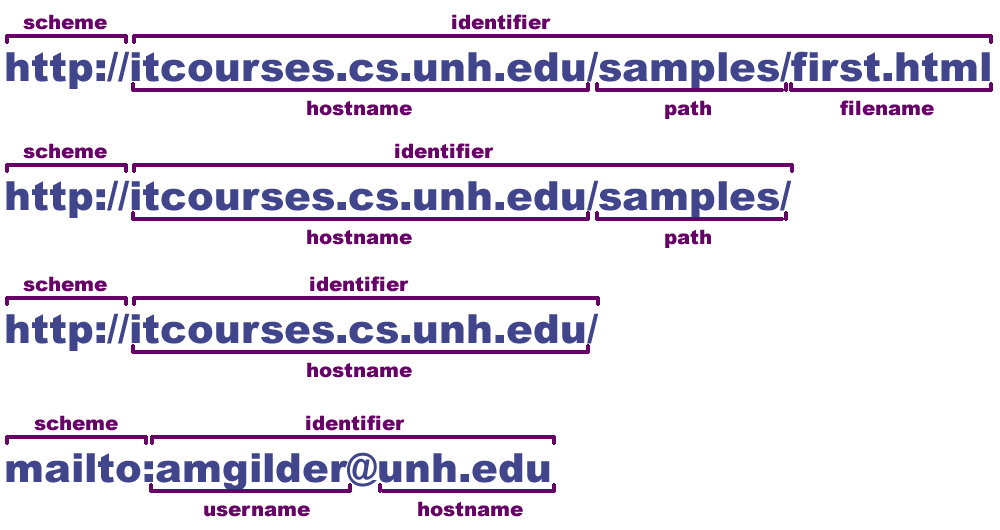 scheme identifier
http://itcourses.cs.unh.edu/samples/first.html
hostname path filename
scheme identifier
http://itcourses.cs.unh.edu/samples/
hostname path
scheme identifier
http://itcourses.cs.unh.edu/
hostname
scheme identifier
mailto:amgilder@unh.edu
username hostname